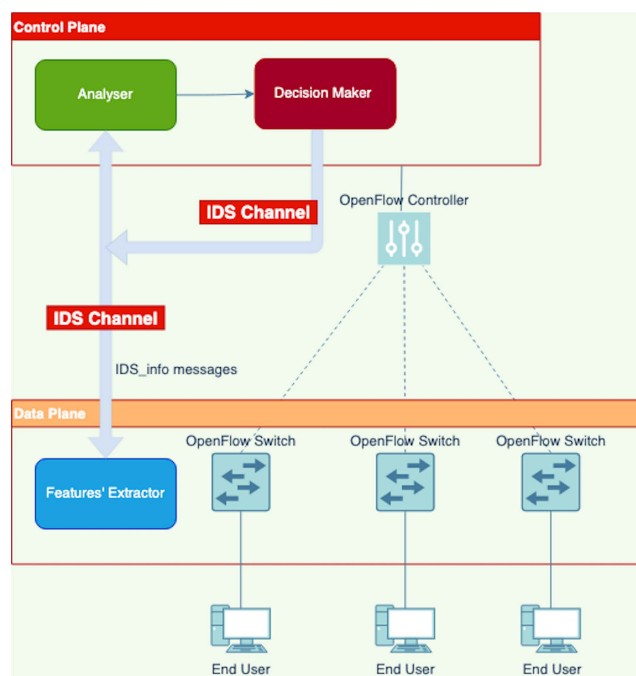 Control Plane
Analyser
Decision Maker
IDS Channel
OpenFlow Controller
IDS Channel
IDS_info messages
Data Plane
OpenFlow Switch
OpenFlow Switch
OpenFlow Switch
Features' Extractor
End User
End User
End User